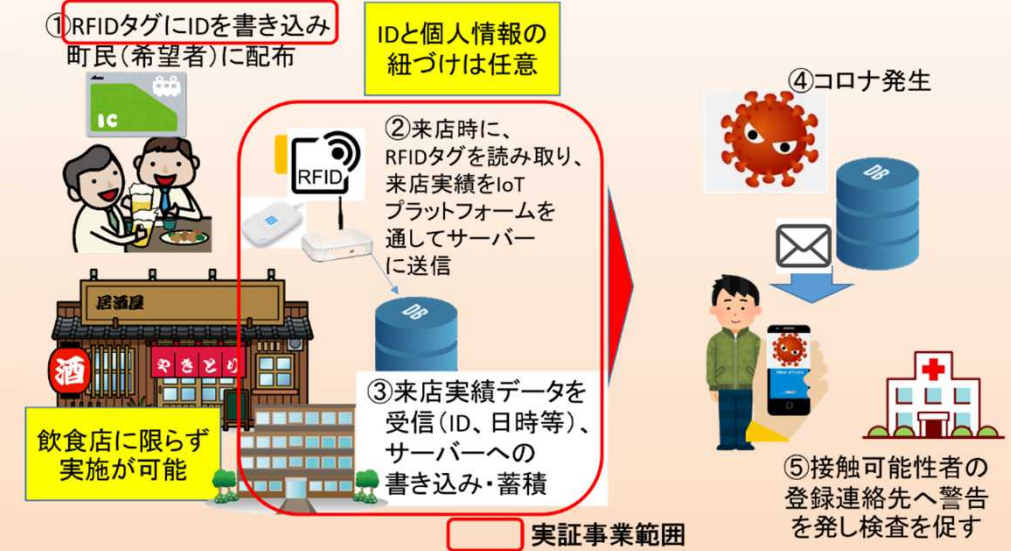 ①RFIDタグにIDを書き込み
町民（希望者）に配布
IC
IDと個人情報の
紐づけは任意
RFID
②来店時に、
RFIDタグを読み取り、
来店実績をIoT
プラットフォームを
通してサーバー
に送信
DB
③来店実績データを
受信（ID、日時等）、
サーバーへの
書き込み・蓄積
居酒屋
酒
やきとり
飲食店に限らず
実施が可能
実証事業範囲
④コロナ発生
DB
⑤接触可能性者の
登録連絡先へ警告
を発し検査を促す